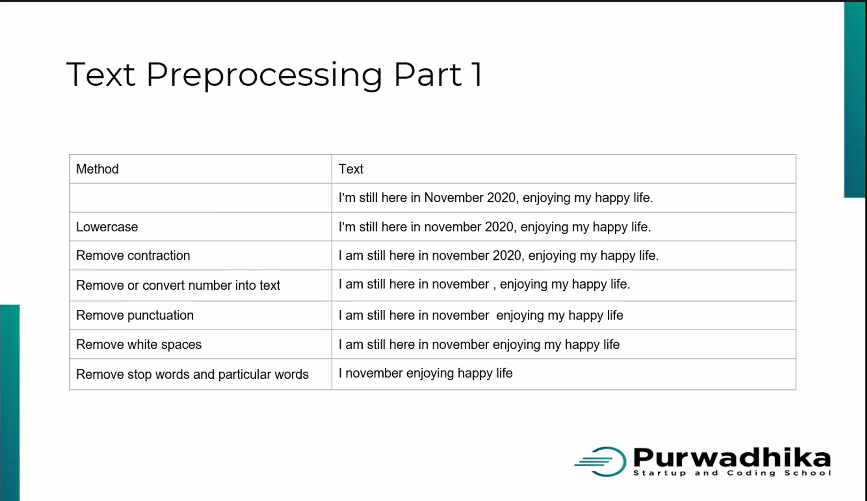 Text Preprocessing Part 1
Method Text
I'm still here in November 2020, enjoying my happy life.
Lowercase I'm still here in november 2020, enjoying my happy life.
Remove contraction I am still here in november 2020, enjoying my happy life.
Remove or convert number into text I am still here in november , enjoying my happy life.
Remove punctuation I am still here in november  enjoying my happy life
Remove white spaces I am still here in november enjoying my happy life
Remove stop words and particular words I november enjoying happy life
Purwadhika
Startup and Coding School